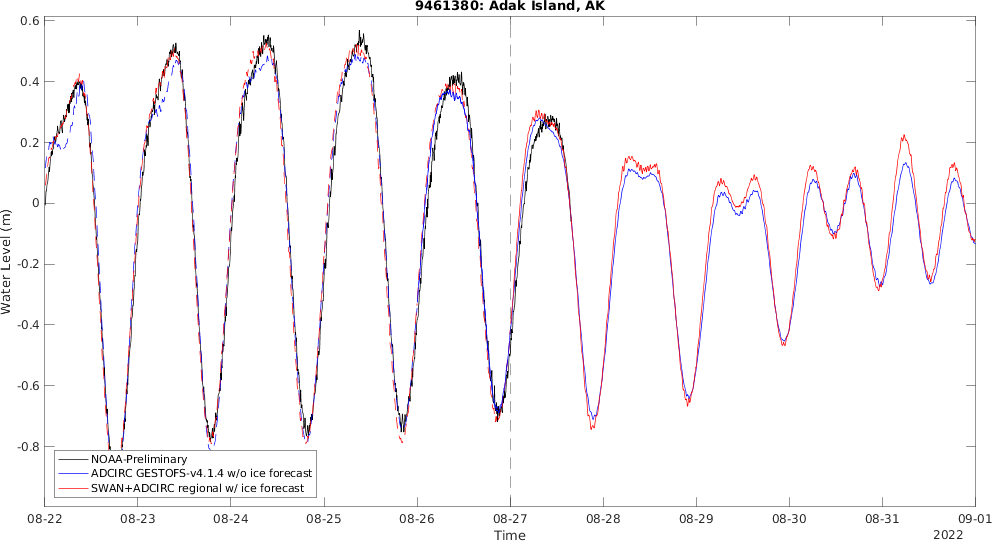 9461380: Adak Island, AK
Water Level (m)
0.6
0.4
0.2
0
-0.2
-0.4
-0.6
-0.8
NOAA-Preliminary
ADCIRC GESTOFS-v4.1.4 w/o ice forecast
SWAN+ADCIRC regional w/ ice forecast
08-22 08-23 08-24 08-25 08-26 08-27 08-28 08-29 08-30 08-31 09-01
Time
2022